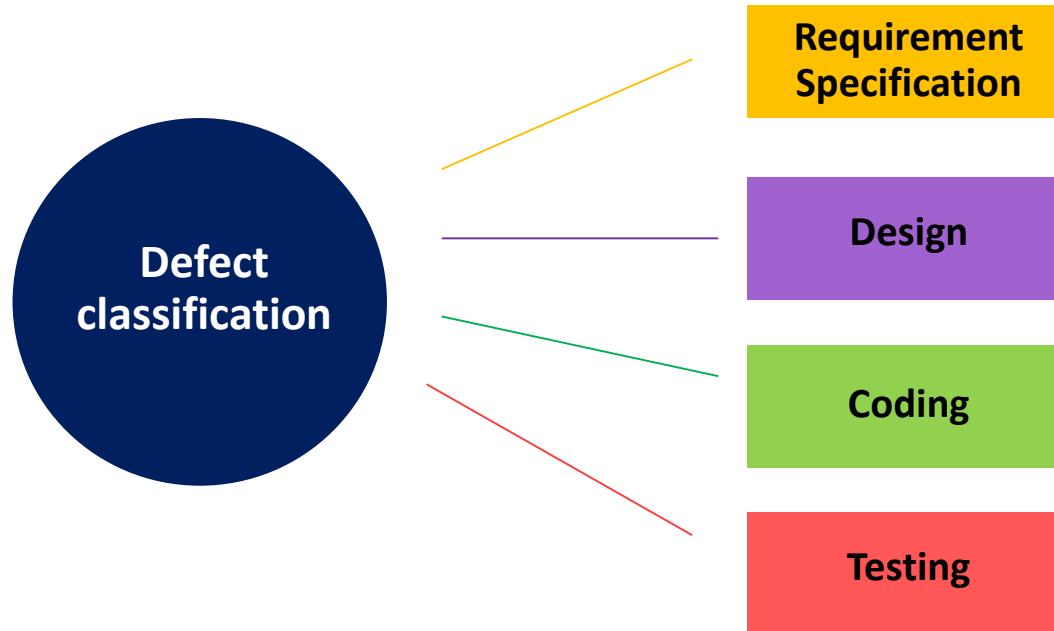 Requirement
Specification
Defect
classification
Design
Coding
Testing